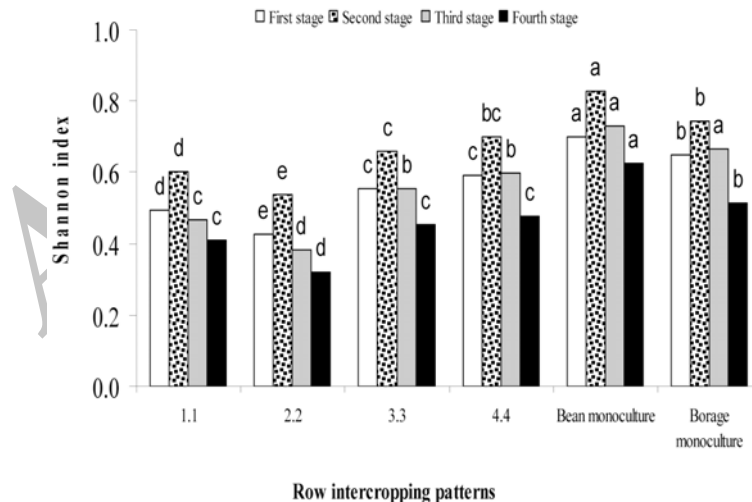 First stage Second stage Third stage Fourth stage
1.0
0.8
0.6
0.4
0.2
0.0
Shannon index
d d c c
e e d d
c c b c
c bc b c
a a a a
b b a b
1.1 2.2 3.3 4.4 Bean monoculture Borage
monoculture
Row intercropping patterns